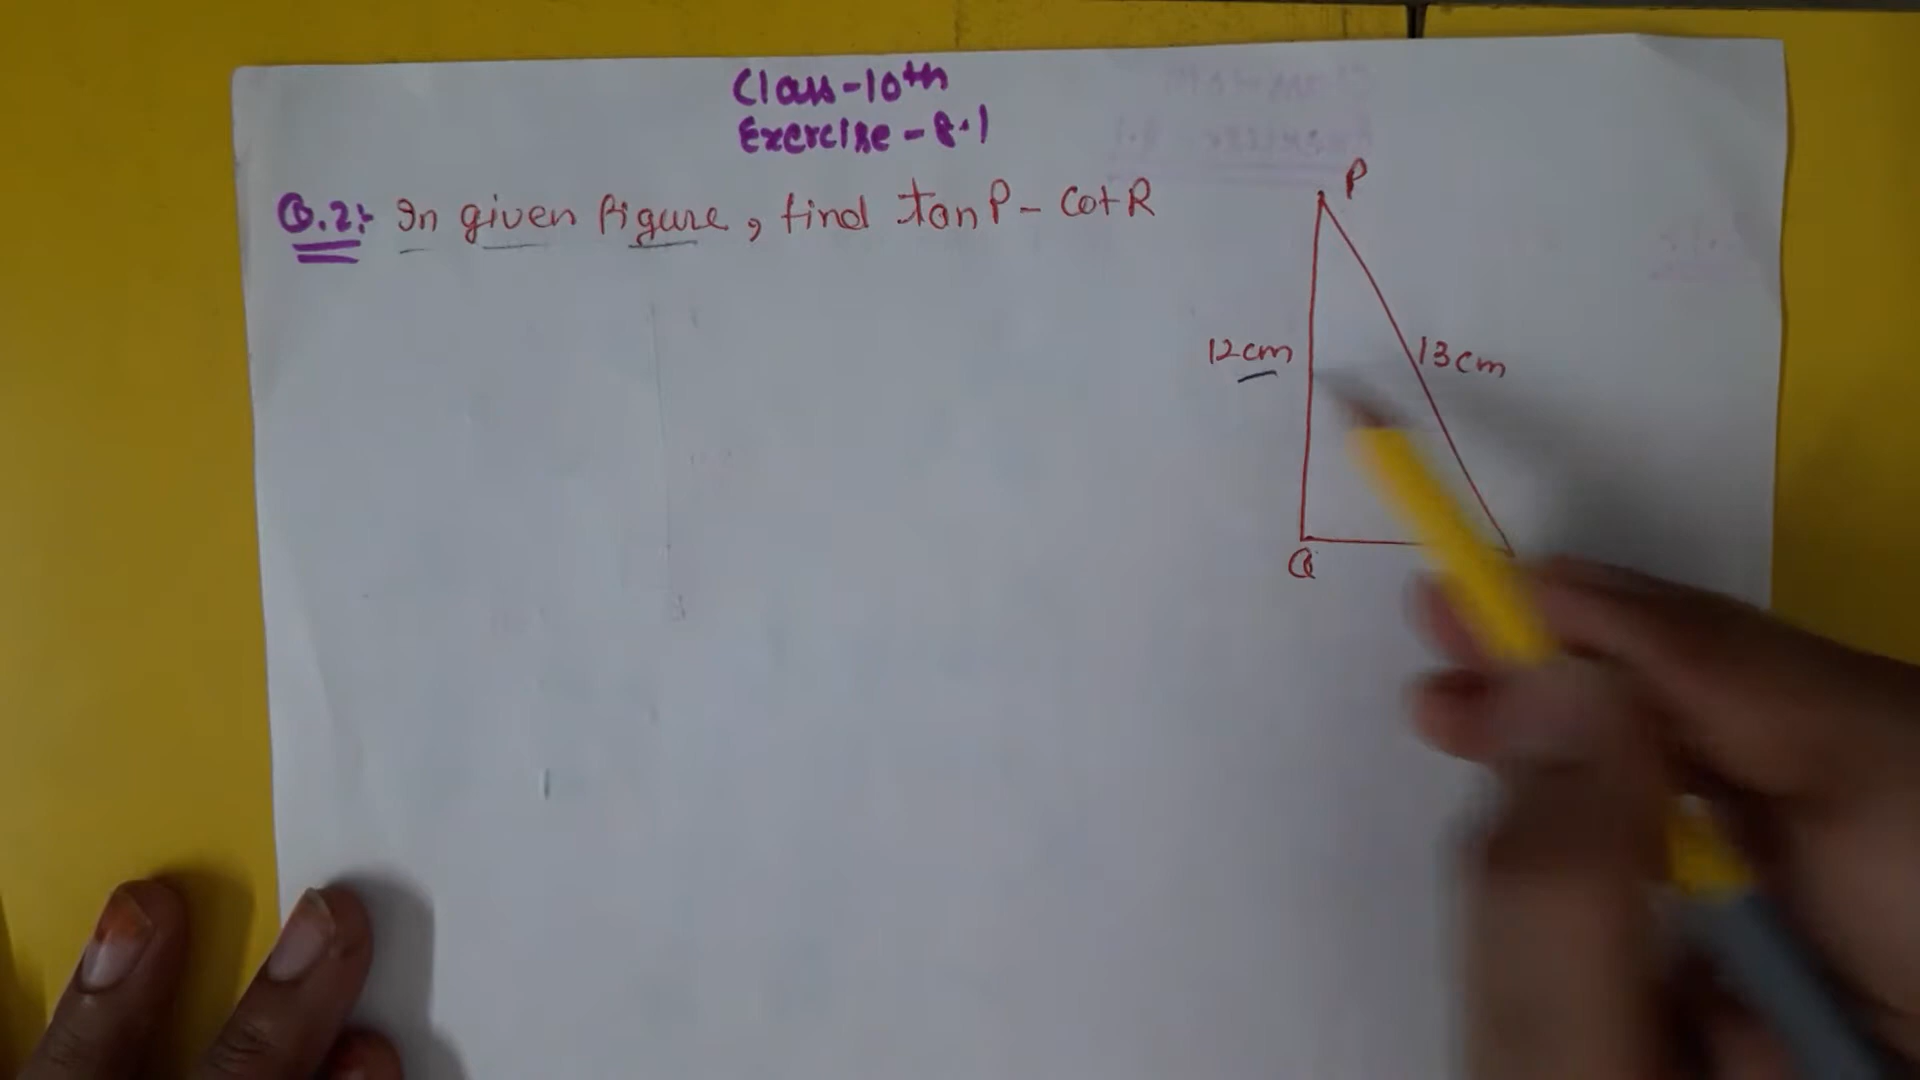 Class-10th
Exercise-8.1
Q.2:- In given figure, find tanP - CotR
P
12cm
13cm
Q